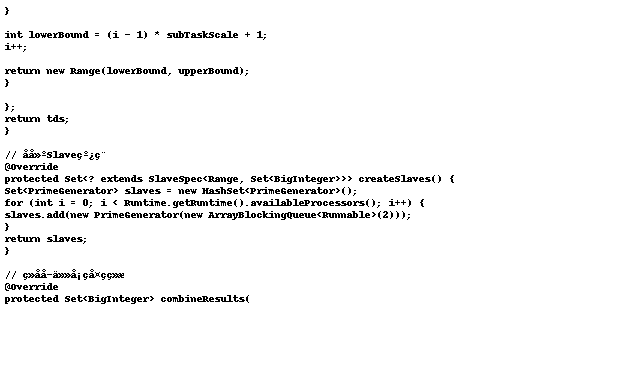 }
int lowerBound = (i - 1) * subTaskScale + 1;
i++;
return new Range(lowerBound, upperBound);
}
};
return tds;
}
// åå»ºSlaveçº¿ç¨
@Override
protected Set<? extends SlaveSpec<Range, Set<BigInteger>>> createSlaves() {
Set<PrimeGenerator> slaves = new HashSet<PrimeGenerator>();
for (int i = 0; i < Runtime.getRuntime().availableProcessors(); i++) {
slaves.add(new PrimeGenerator(new ArrayBlockingQueue<Runnable>(2)));
}
return slaves;
}
// ç»åå­ä»»å¡çå¤çç»æ
@Override
protected Set<BigInteger> combineResults(